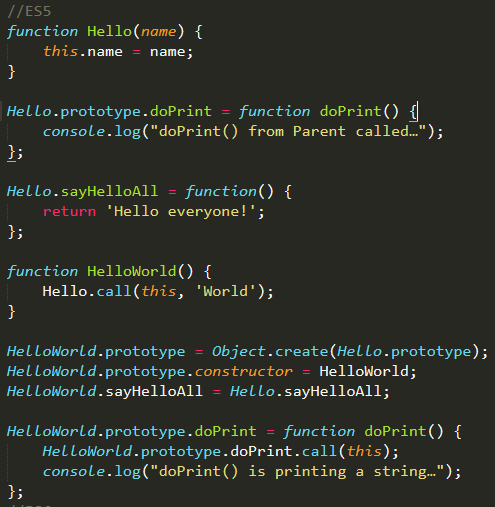 //ES5
function Hello(name) {
    this.name = name;
}
Hello.prototype.doPrint = function doPrint() {
    console.log("doPrint() from Parent called…");
};
Hello.sayHelloAll = function() {
    return 'Hello everyone!';
};
function HelloWorld() {
    Hello.call(this, 'World');
}
HelloWorld.prototype = Object.create(Hello.prototype);
HelloWorld.prototype.constructor = HelloWorld;
HelloWorld.sayHelloAll = Hello.sayHelloAll;
HelloWorld.prototype.doPrint = function doPrint() {
    HelloWorld.prototype.doPrint.call(this);
    console.log("doPrint() is printing a string…");
};